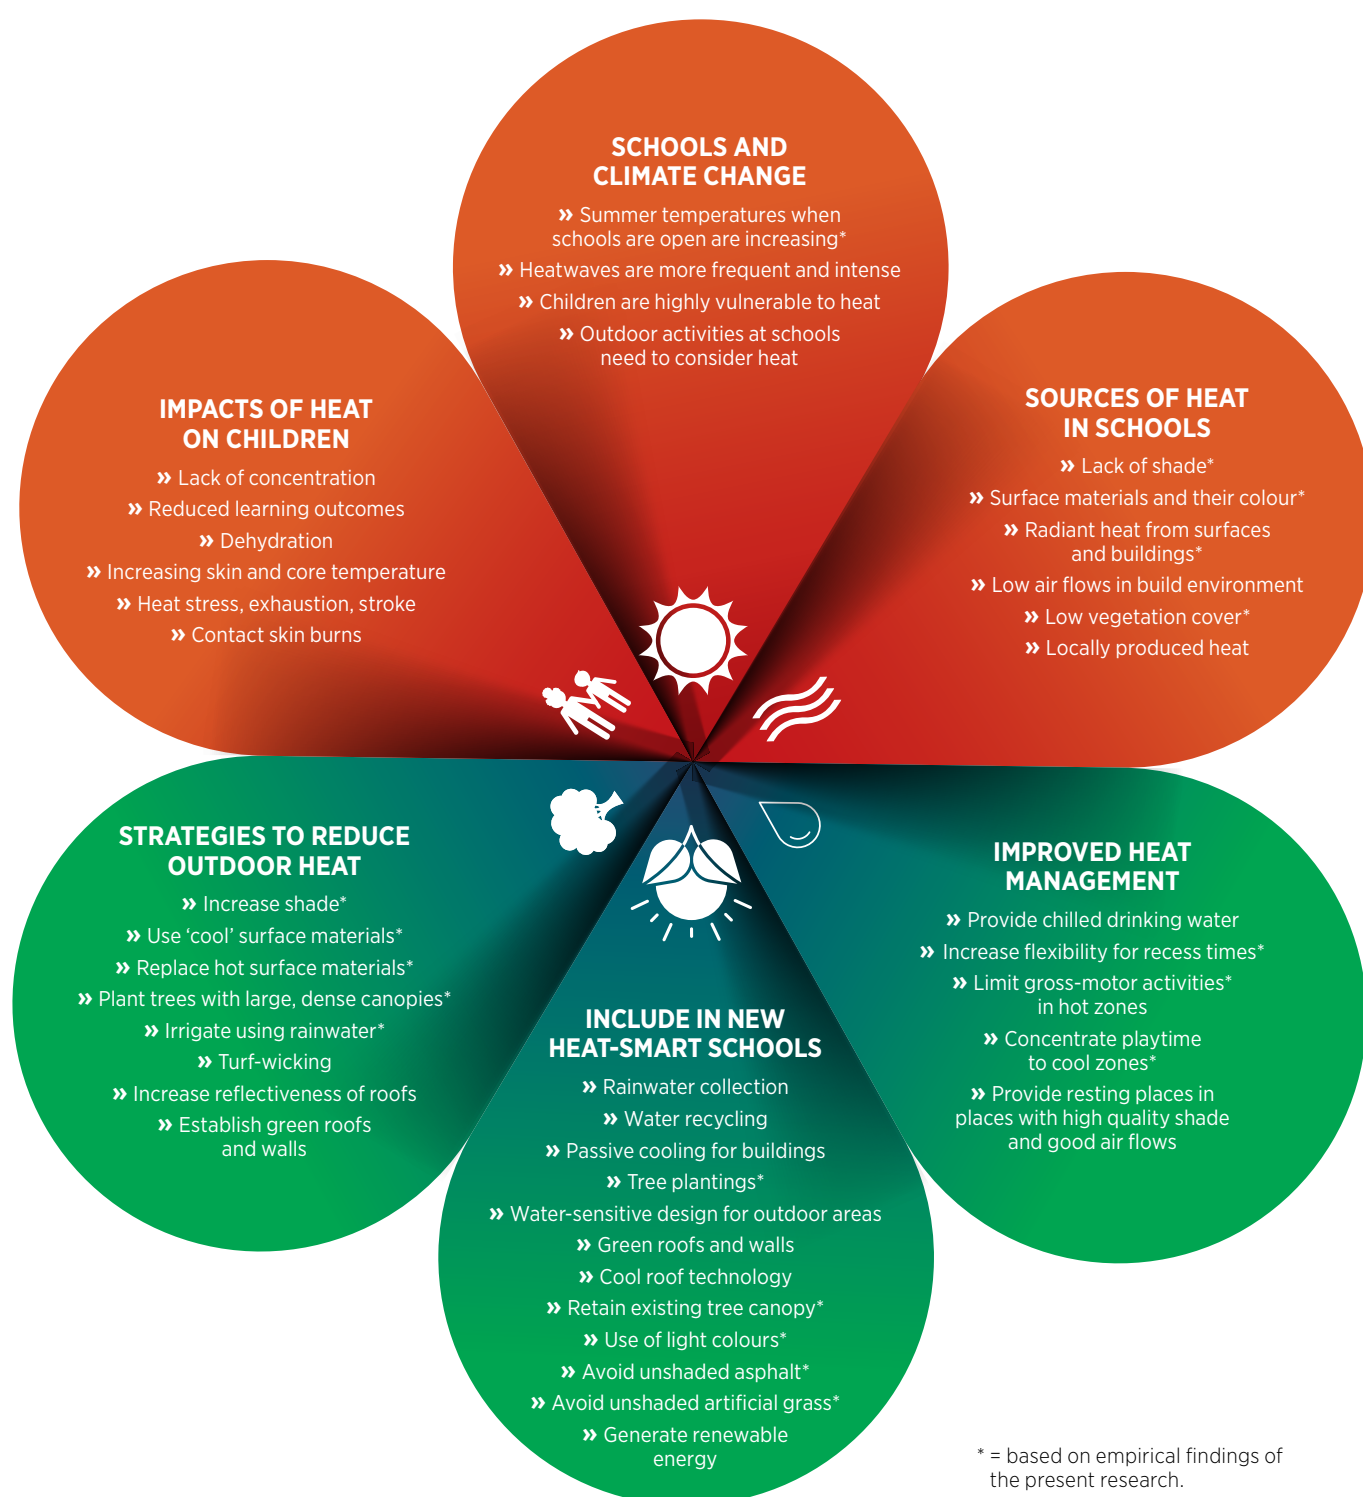 SCHOOLS AND
CLIMATE CHANGE
» Summer temperatures when
schools are open are increasing*
» Heatwaves are more frequent and intense
» Children are highly vulnerable to heat
» Outdoor activities at schools
need to consider heat
IMPACTS OF HEAT
ON CHILDREN
» Lack of concentration
» Reduced learning outcomes
» Dehydration
» Increasing skin and core temperature
» Heat stress, exhaustion, stroke
» Contact skin burns
SOURCES OF HEAT
IN SCHOOLS
» Lack of shade*
» Surface materials and their colour*
» Radiant heat from surfaces
and buildings*
» Low air flows in build environment
» Low vegetation cover*
» Locally produced heat
STRATEGIES TO REDUCE
OUTDOOR HEAT
» Increase shade*
» Use ‘cool’ surface materials*
» Replace hot surface materials*
» Plant trees with large, dense canopies*
» Irrigate using rainwater*
» Turf-wicking
» Increase reflectiveness of roofs
» Establish green roofs
and walls
INCLUDE IN NEW
HEAT-SMART SCHOOLS
» Rainwater collection
» Water recycling
» Passive cooling for buildings
» Tree plantings*
» Water-sensitive design for outdoor areas
» Green roofs and walls
» Cool roof technology
» Retain existing tree canopy*
» Use of light colours*
» Avoid unshaded asphalt*
» Avoid unshaded artificial grass*
» Generate renewable
energy
IMPROVED HEAT
MANAGEMENT
» Provide chilled drinking water
» Increase flexibility for recess times*
» Limit gross-motor activities*
in hot zones
» Concentrate playtime
to cool zones*
» Provide resting places in
places with high quality shade
and good air flows
* = based on empirical findings of
the present research.